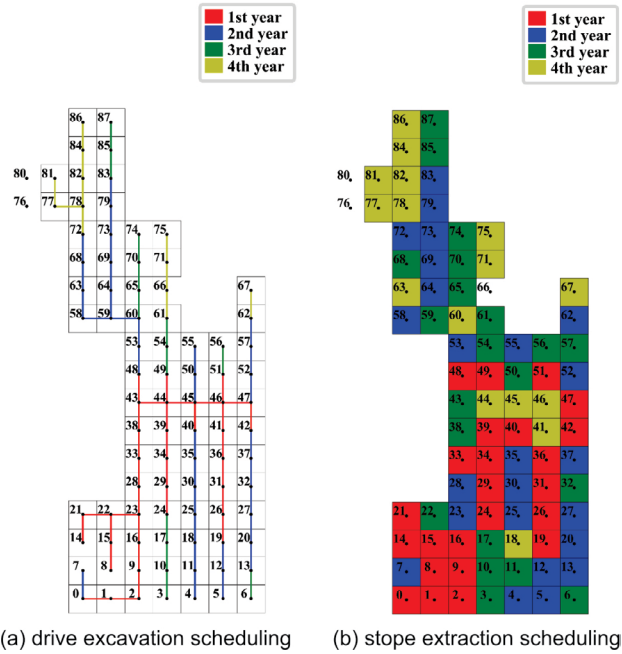 1st year
2nd year
3rd year
4th year
1st year
2nd year
3rd year
4th year
86 87
84 85
80 81 82 83
76 77 78 79
72 73 74 75
68 69 70 71
63 64 65 66 67
58 59 60 61 62
53 54 55 56 57
48 49 50 51 52
43 44 45 46 47
38 39 40 41 42
33 34 35 36 37
28 29 30 31 32
21 22 23 24 25 26 27
14 15 16 17 18 19 20
7 8 9 10 11 12 13
0 1 2 3 4 5 6
86 87
84 85
80 81 82 83
76 77 78 79
72 73 74 75
68 69 70 71
63 64 65 66 67
58 59 60 61 62
53 54 55 56 57
48 49 50 51 52
43 44 45 46 47
38 39 40 41 42
33 34 35 36 37
28 29 30 31 32
21 22 23 24 25 26 27
14 15 16 17 18 19 20
7 8 9 10 11 12 13
0 1 2 3 4 5 6
(a) drive excavation scheduling
(b) stope extraction scheduling